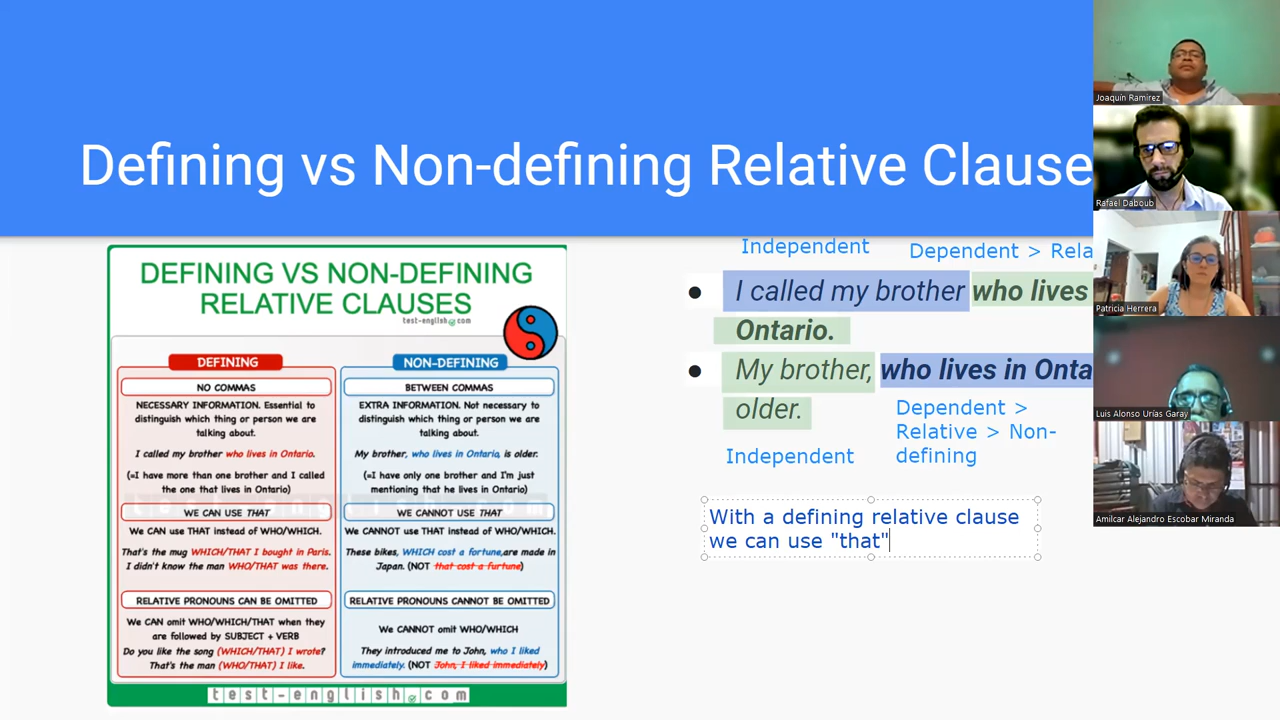 Defining vs Non-defining Relative Clause
DEFINING VS NON-DEFINING
RELATIVE CLAUSES
test-english.com
DEFINING
NO COMMAS
NECESSARY INFORMATION. Essential to
distinguish which thing or person we are
talking about.
I called my brother who lives in Ontario.
(=I have more than one brother and I called
the one that lives in Ontario)
WE CAN USE THAT
We CAN use THAT instead of WHO/WHICH.
That's the mug WHICH/THAT I bought in Paris.
I didn't know the man WHO/THAT was there.
RELATIVE PRONOUNS CAN BE OMITTED
We CAN omit WHO/WHICH/THAT when they
are followed by SUBJECT + VERB
Do you like the song (WHICH/THAT) I wrote?
That's the man (WHO/THAT) I like.
NON-DEFINING
BETWEEN COMMAS
EXTRA INFORMATION. Not necessary to
distinguish which thing or person we are
talking about.
My brother, who lives in Ontario, is older.
(=I have only one brother and I'm just
mentioning that he lives in Ontario)
WE CANNOT USE THAT
We CANNOT use THAT instead of WHO/WHICH.
These bikes, WHICH cost a fortune,are made in
Japan. (NOT that cost a furtune)
RELATIVE PRONOUNS CANNOT BE OMITTED
We CANNOT omit WHO/WHICH
They introduced me to John, who I liked
immediately. (NOT John, I liked immediately)
test-english.com
Independent
Dependent > Rela
● I called my brother who lives
Ontario.
● My brother, who lives in Onta
older.
Dependent >
Relative > Non-
defining
Independent
With a defining relative clause
we can use "that"
Joaquín Ramirez
Rafael Daboub
Patricia Herrera
Luis Alonso Urías Garay
Amilcar Alejandro Escobar Miranda